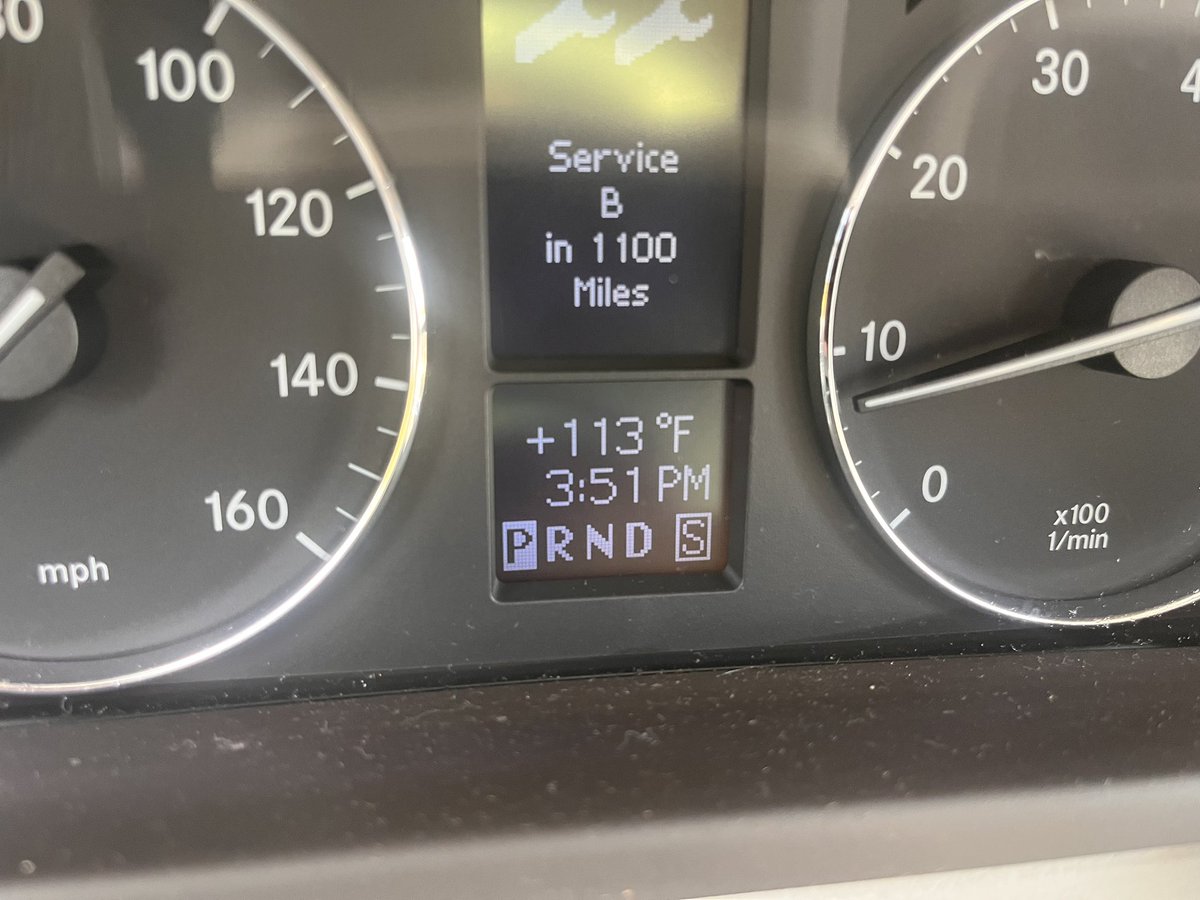 100
120
140
160
mph
Service
B
in 1100
Miles
+113°F
3:51 PM
PRND S
30
20
10
0
x100
1/min